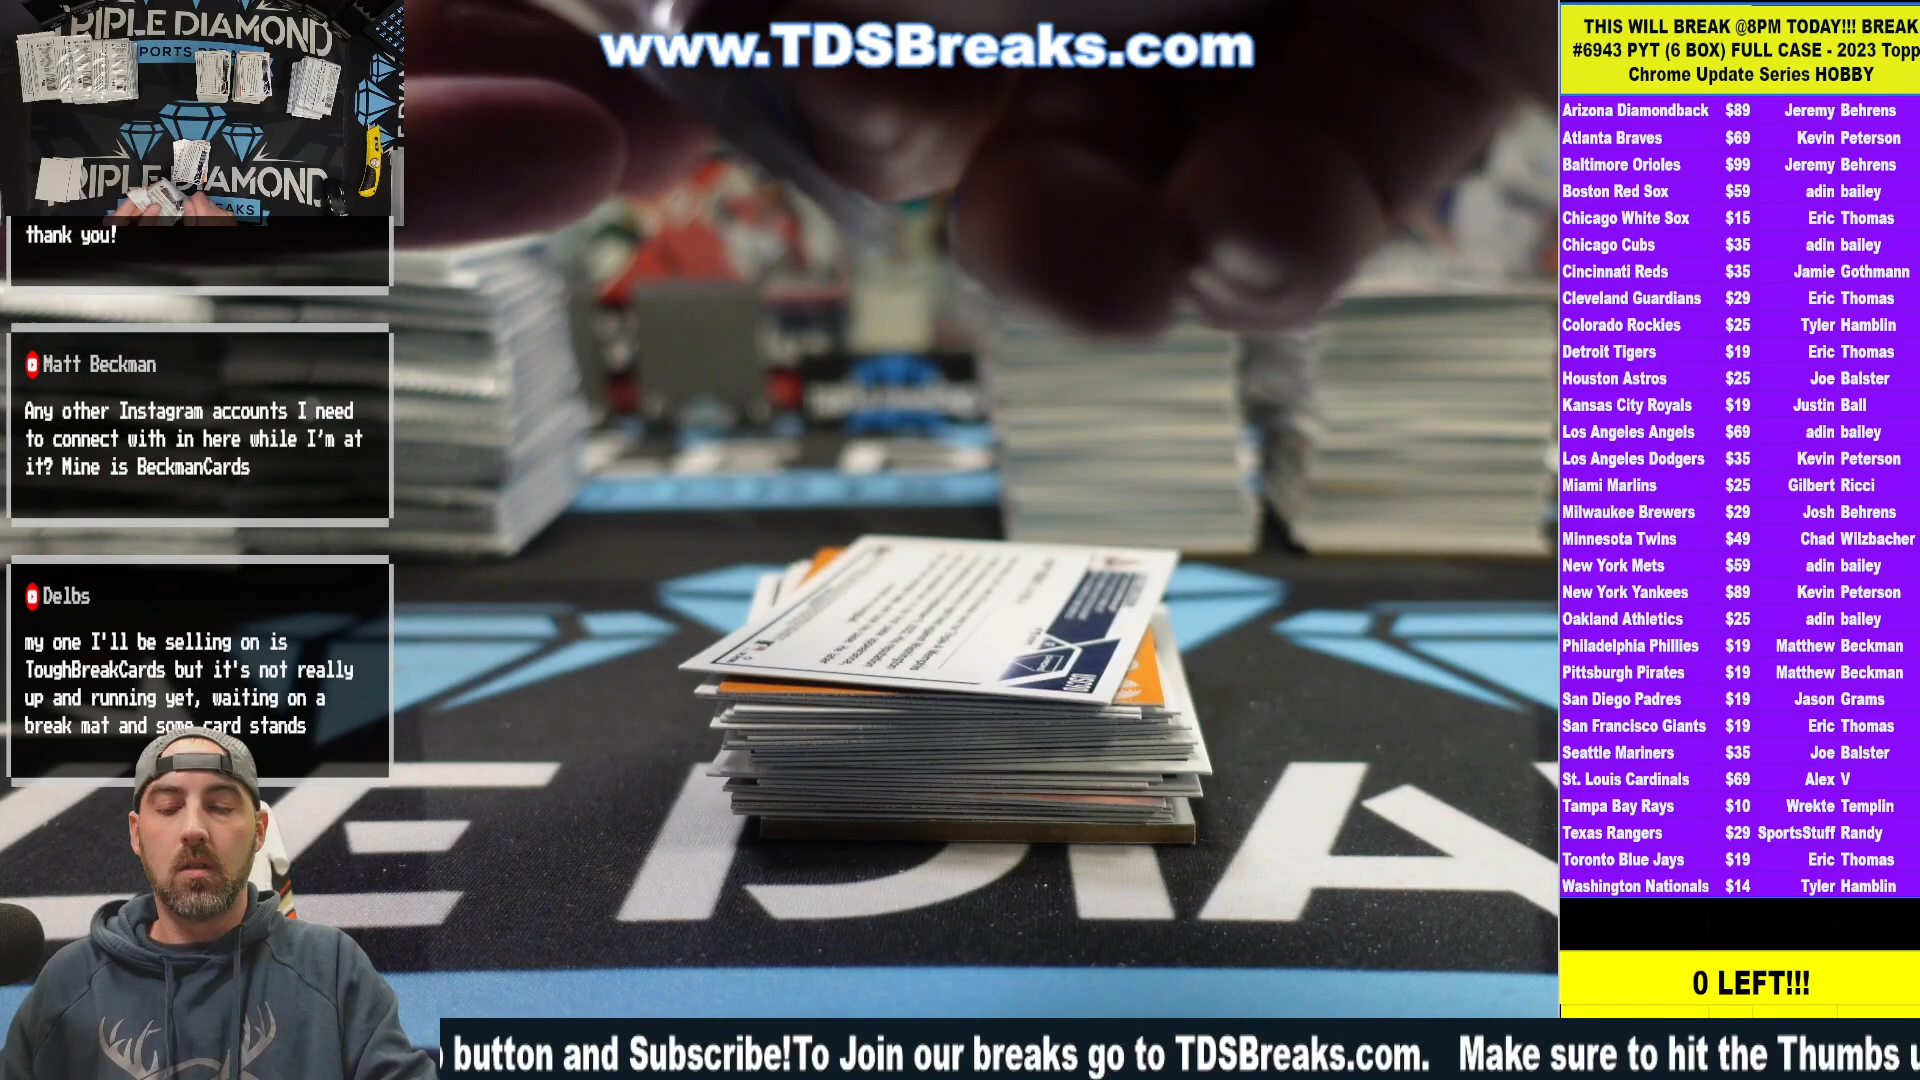 www.TDSBreaks.com
TRIPLE DIAMOND
SPORTS BREAKS
TRIPLE DIAMOND
thank you!
Matt Beckman
Any other Instagram accounts I need
to connect with in here while I'm at
it? Mine is BeckmanCards
Delbs
my one I'll be selling on is
ToughBreakCards but it's not really
up and running yet, waiting on a
break mat and some card stands
THIS WILL BREAK @8PM TODAY!!! BREAK
#6943 PYT (6 BOX) FULL CASE - 2023 Topp
Chrome Update Series HOBBY
Arizona Diamondback $89 Jeremy Behrens
Atlanta Braves $69 Kevin Peterson
Baltimore Orioles $99 Jeremy Behrens
Boston Red Sox $59 adin bailey
Chicago White Sox $15 Eric Thomas
Chicago Cubs $35 adin bailey
Cincinnati Reds $35 Jamie Gothmann
Cleveland Guardians $29 Eric Thomas
Colorado Rockies $25 Tyler Hamblin
Detroit Tigers $19 Eric Thomas
Houston Astros $25 Joe Balster
Kansas City Royals $19 Justin Ball
Los Angeles Angels $69 adin bailey
Los Angeles Dodgers $35 Kevin Peterson
Miami Marlins $25 Gilbert Ricci
Milwaukee Brewers $29 Josh Behrens
Minnesota Twins $49 Chad Wilzbacher
New York Mets $59 adin bailey
New York Yankees $89 Kevin Peterson
Oakland Athletics $25 adin bailey
Philadelphia Phillies $19 Matthew Beckman
Pittsburgh Pirates $19 Matthew Beckman
San Diego Padres $19 Jason Grams
San Francisco Giants $19 Eric Thomas
Seattle Mariners $35 Joe Balster
St. Louis Cardinals $69 Alex V
Tampa Bay Rays $10 Wrekte Templin
Texas Rangers $29 SportsStuff Randy
Toronto Blue Jays $19 Eric Thomas
Washington Nationals $14 Tyler Hamblin
0 LEFT!!!
button and Subscribe!To Join our breaks go to TDSBreaks.com. Make sure to hit the Thumbs u